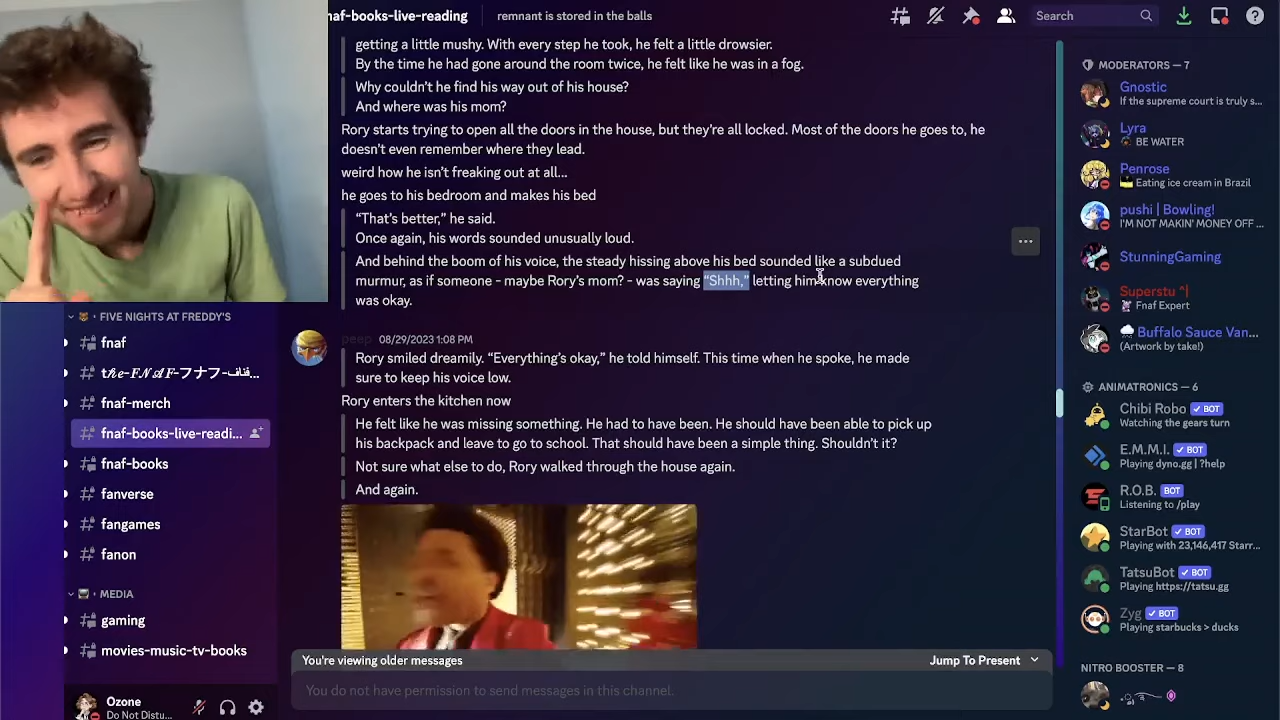 fnaf-books-live-reading
remnant is stored in the balls
Search
getting a little mushy. With every step he took, he felt a little drowsier.
By the time he had gone around the room twice, he felt like he was in a fog.
Why couldn't he find his way out of his house?
And where was his mom?
Rory starts trying to open all the doors in the house, but they're all locked. Most of the doors he goes to, he
doesn't even remember where they lead.
weird how he isn't freaking out at all...
he goes to his bedroom and makes his bed
"That's better," he said.
Once again, his words sounded unusually loud.
And behind the boom of his voice, the steady hissing above his bed sounded like a subdued
murmur, as if someone - maybe Rory's mom? - was saying "Shhh," letting him know everything
was okay.
peep 08/29/2023 1:08 PM
Rory smiled dreamily. "Everything's okay," he told himself. This time when he spoke, he made
sure to keep his voice low.
Rory enters the kitchen now
He felt like he was missing something. He had to have been. He should have been able to pick up
his backpack and leave to go to school. That should have been a simple thing. Shouldn't it?
Not sure what else to do, Rory walked through the house again.
And again.
You're viewing older messages
Jump To Present
You do not have permission to send messages in this channel.
FIVE NIGHTS AT FREDDY'S
fnaf
fnaf-merch
fnaf-books-live-readi...
fnaf-books
fanverse
fangames
fanon
MEDIA
gaming
movies-music-tv-books
Ozone
Do Not Distu...
MODERATORS — 7
Gnostic
If the supreme court is truly s...
Lyra
BE WATER
Penrose
Eating ice cream in Brazil
pushi | Bowling!
I'M NOT MAKING' MONEY OFF ...
StunningGaming
Superstu ^|
Fnaf Expert
Buffalo Sauce Van...
(Artwork by take!)
ANIMATRONICS — 6
Chibi Robo BOT
Watching the gears turn
E.M.M.I. BOT
Playing dyno.gg | ?help
R.O.B. BOT
Listening to /play
StarBot BOT
Playing with 23,146,417 Starr...
TatsuBot BOT
Playing https://tatsu.gg
Zyg BOT
Playing starbucks > ducks
NITRO BOOSTER — 8